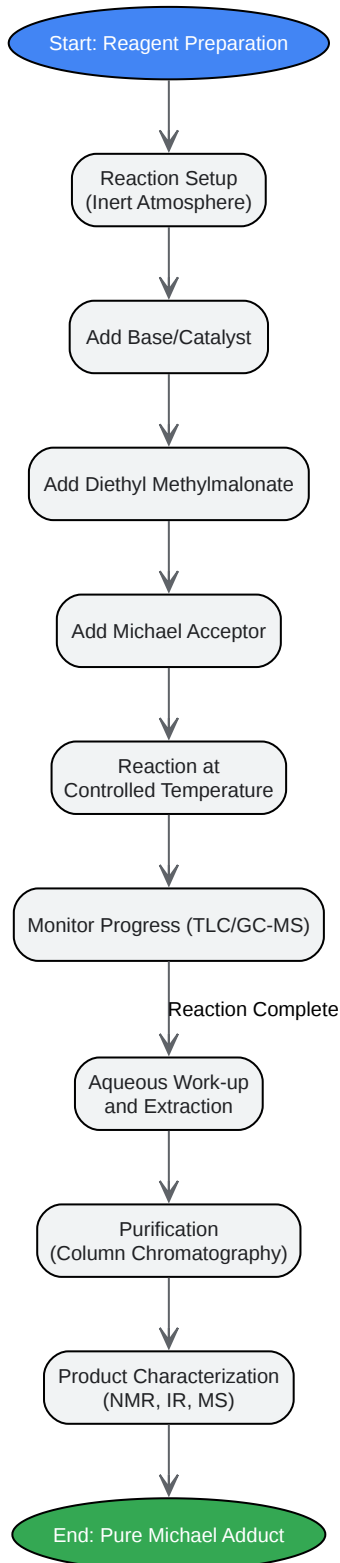 Start: Reagent Preparation
Reaction Setup
(Inert Atmosphere)
Add Base/Catalyst
Add Diethyl Methylmalonate
Add Michael Acceptor
Reaction at
Controlled Temperature
Monitor Progress (TLC/GC-MS)
Reaction Complete
Aqueous Work-up
and Extraction
Purification
(Column Chromatography)
Product Characterization
(NMR, IR, MS)
End: Pure Michael Adduct